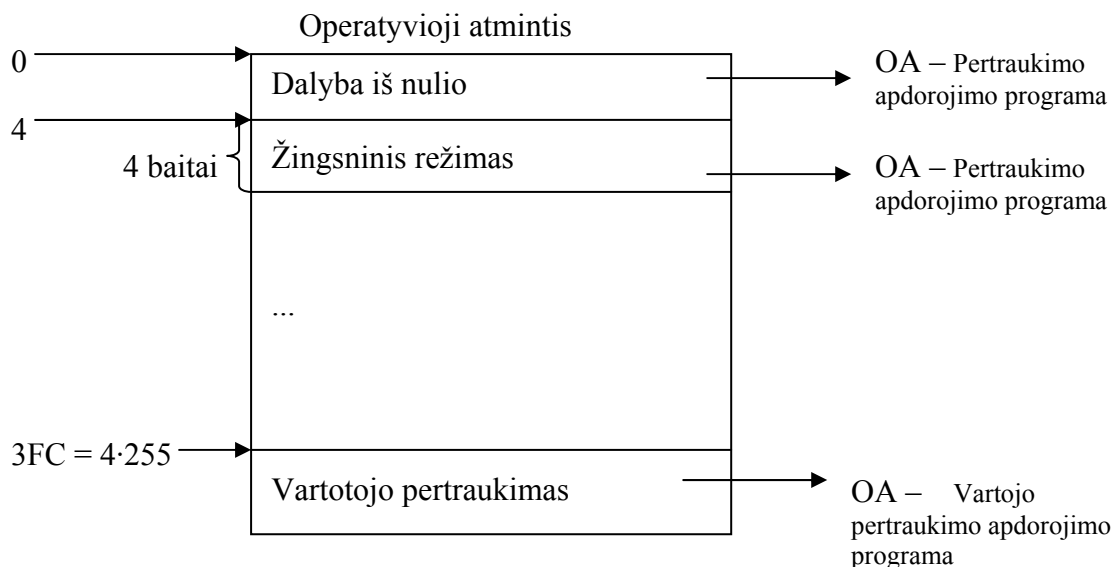 Operatyvioji atmintis
0
Dalyba iš nulio
OA – Pertraukimo
apdorojimo programa
4
4 baitai
Žingsninis režimas
OA – Pertraukimo
apdorojimo programa
...
3FC = 4·255
Vartotojo pertraukimas
OA – Vartojo
pertraukimo apdorojimo
programa